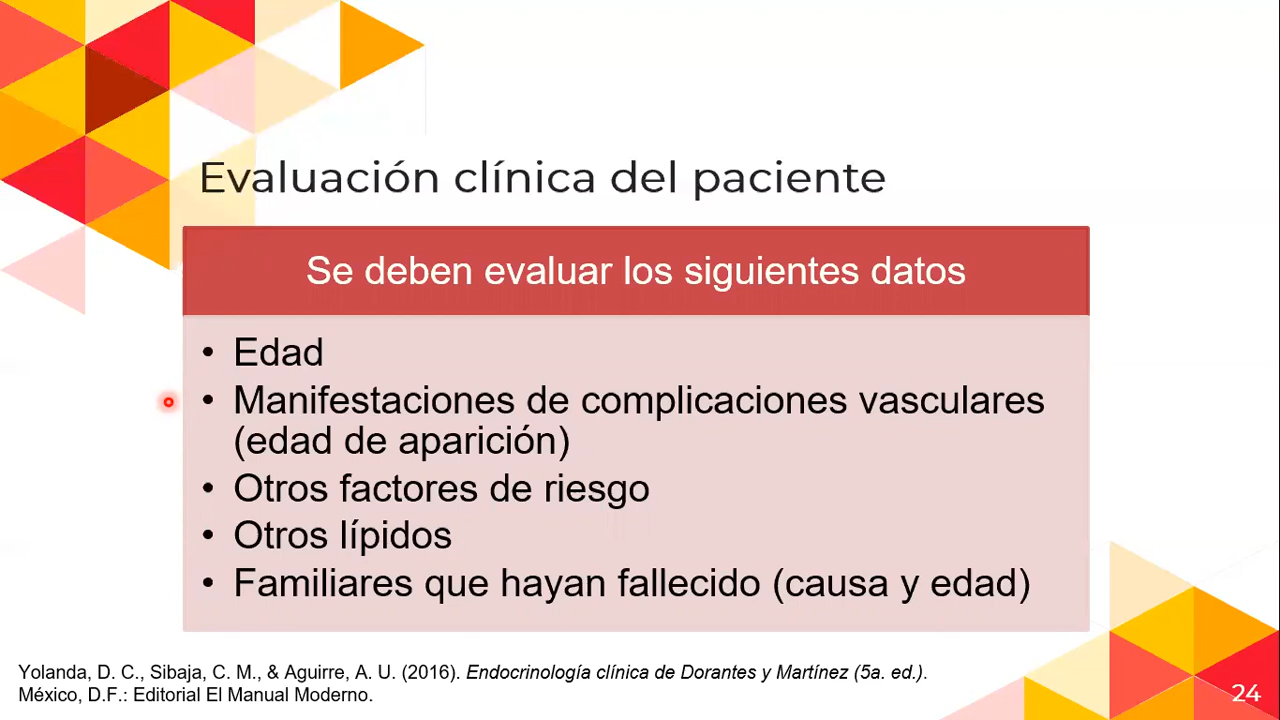 Evaluación clínica del paciente
Se deben evaluar los siguientes datos
• Edad
• Manifestaciones de complicaciones vasculares
(edad de aparición)
• Otros factores de riesgo
• Otros lípidos
• Familiares que hayan fallecido (causa y edad)
Yolanda, D. C., Sibaja, C. M., & Aguirre, A. U. (2016). Endocrinología clínica de Dorantes y Martínez (5a. ed.).
México, D.F.: Editorial El Manual Moderno.
24